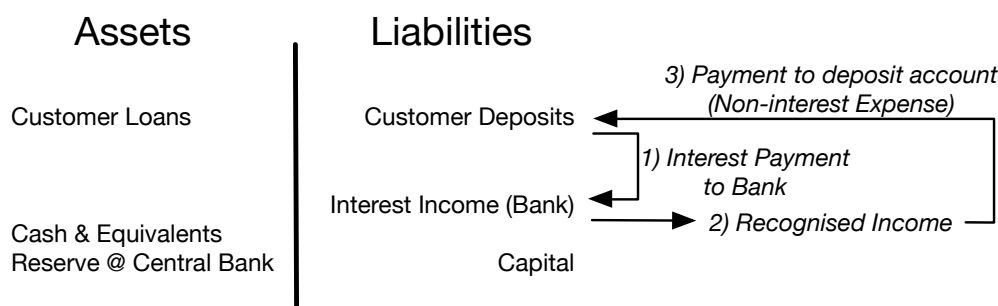 Assets
Liabilities
3) Payment to deposit account
(Non-interest Expense)
Customer Loans
Customer Deposits
1) Interest Payment
to Bank
Interest Income (Bank)
2) Recognised Income
Cash & Equivalents
Reserve @ Central Bank
Capital